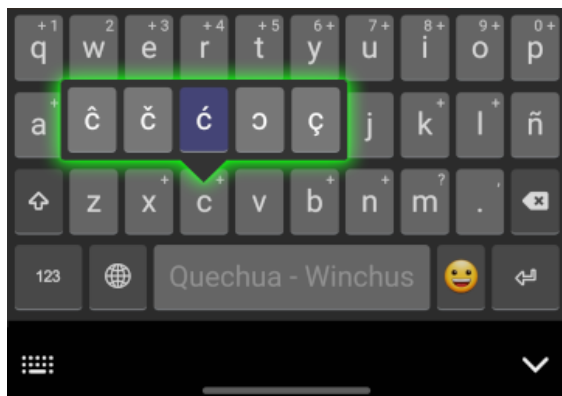 +1 2 +3 +4 +5 6+ 7+ 8+ 9+ 0+
q w e r t y u i o p
+ + +
a ĉ č ć ɔ ç j k l ñ
+ + + + + ? ,
z x c v b n m .
123 Quechua - Winchus